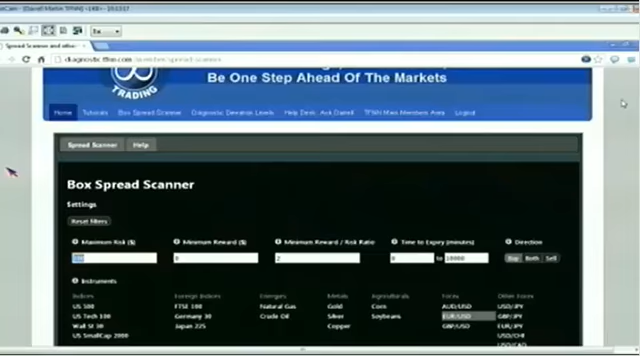 Spread Scanner and other
diagnostic.tfnn.com
TRADING
Be One Step Ahead Of The Markets
Home Tutorials Box Spread Scanner Diagnostic Deviation Levels Help Desk: Ask David TFNN Main Members Area Logout
Spread Scanner Help
Box Spread Scanner
Settings
Reset filters
Maximum Risk ($) Minimum Reward ($) Minimum Reward / Risk Ratio Time to Expiry (minutes) Direction
0 2 0 to 10080 Buy Both Sell
Instruments
Indices Foreign Indices Energies Metals Agriculturals Forex Other Forex
US 500 FTSE 100 Natural Gas Gold Corn AUD/USD USD/JPY
US Tech 100 Germany 30 Crude Oil Silver Soybeans EUR/USD GBP/JPY
Wall St 30 Japan 225 Copper GBP/USD EUR/JPY
US SmallCap 2000 USD/CHF
USD/CAD